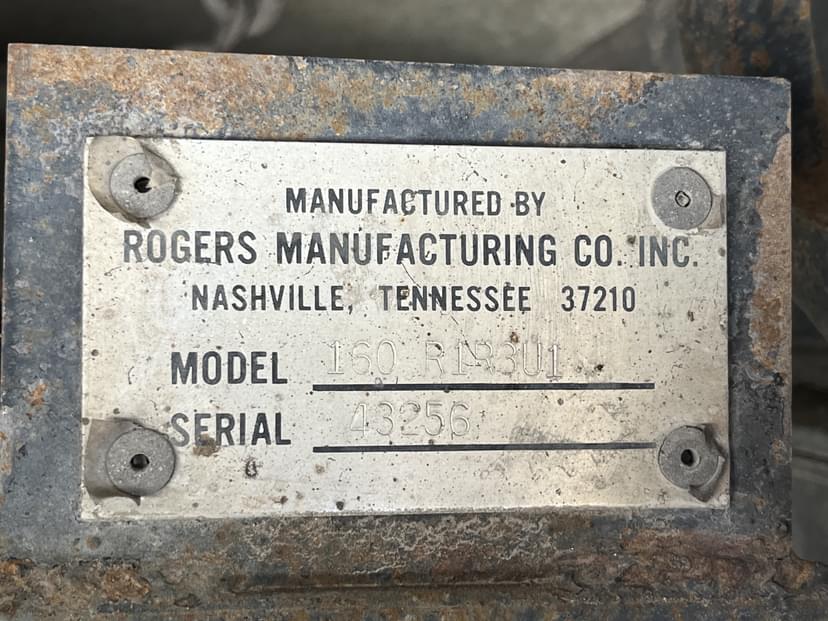 MANUFACTURED BY
ROGERS MANUFACTURING CO. INC.
NASHVILLE, TENNESSEE 37210
MODEL 160 R1R3U1
SERIAL 43256